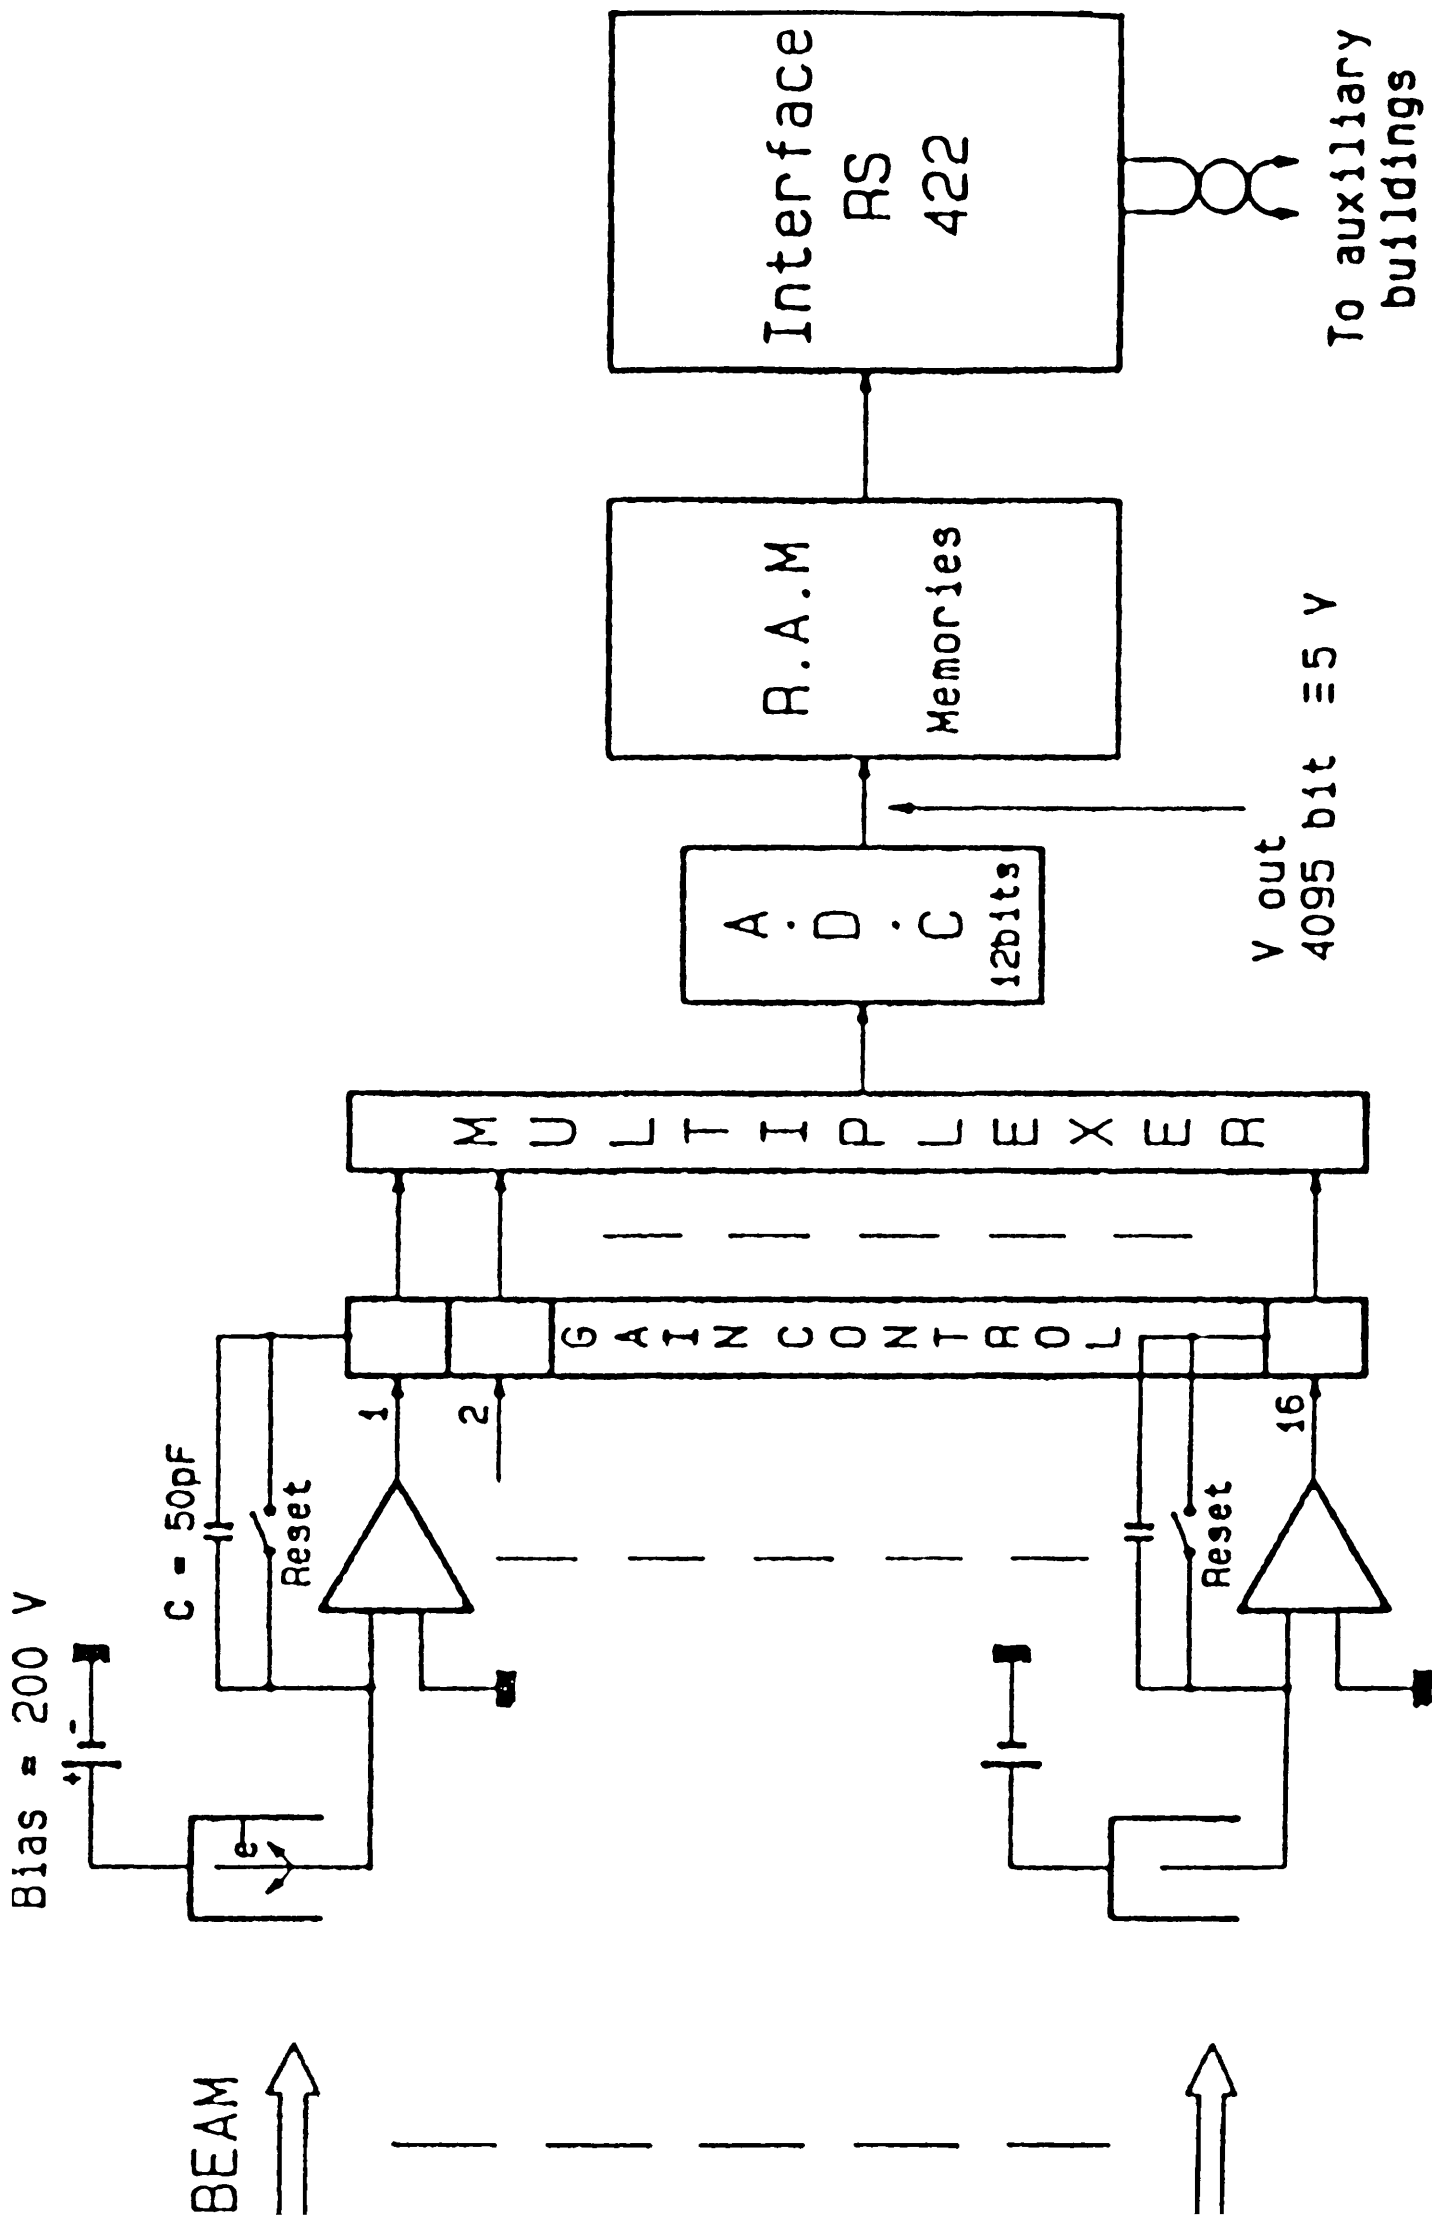 BEAM
Bias = 200 V
+
-
e
C = 50pF
Reset
1
2
16
Reset
GAIN CONTROL
MULTIPLEXER
A.D.C
12bits
V out
4095 bit ≡5 V
R.A.M
Memories
Interface
RS
422
To auxiliary
buildings